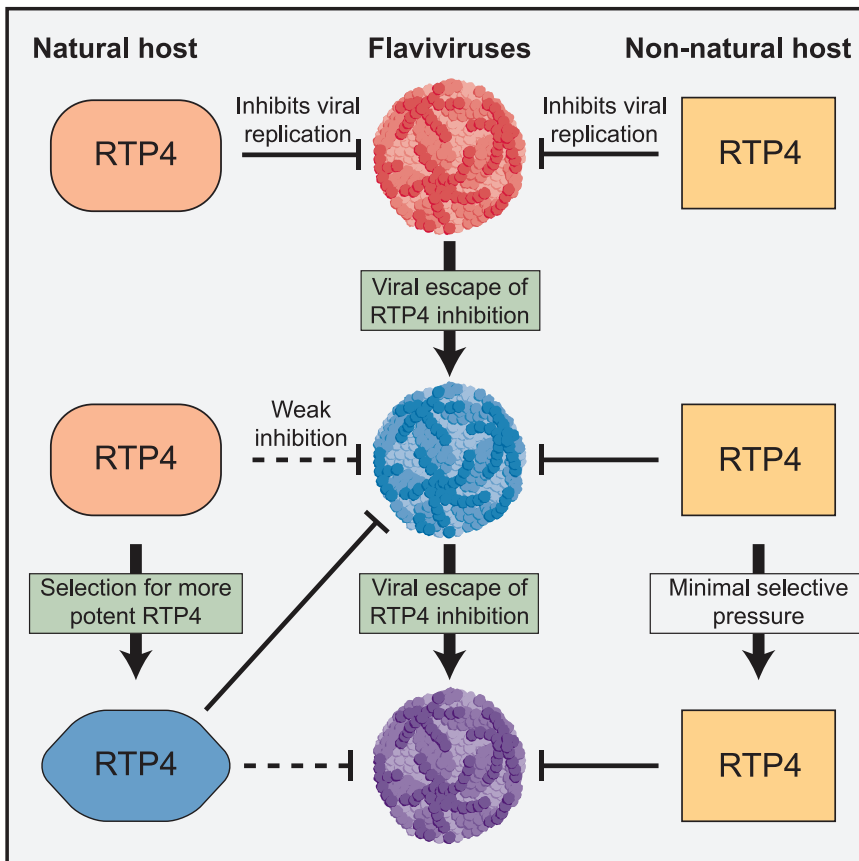 Natural host
Flaviviruses
Non-natural host
RTP4
Inhibits viral
replication
Inhibits viral
replication
RTP4
Viral escape of
RTP4 inhibition
RTP4
Weak
inhibition
RTP4
Selection for more
potent RTP4
Viral escape of
RTP4 inhibition
Minimal selective
pressure
RTP4
RTP4